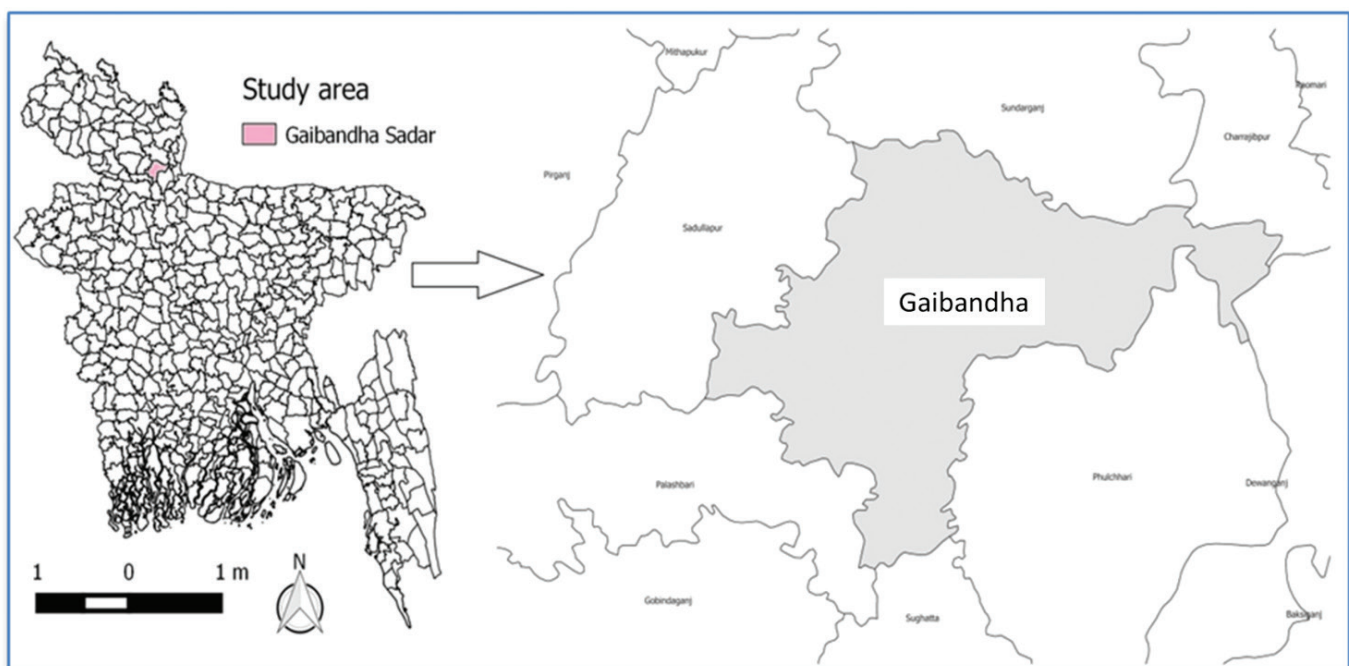 Study area
Gaibandha Sadar
1 0 1 m
N
Mithapukur
Sundarganj
Charrajibpur
Pirganj
Sadullapur
Gaibandha
Palashbari
Phulchhari
Dewanganj
Gobindaganj
Sughatta